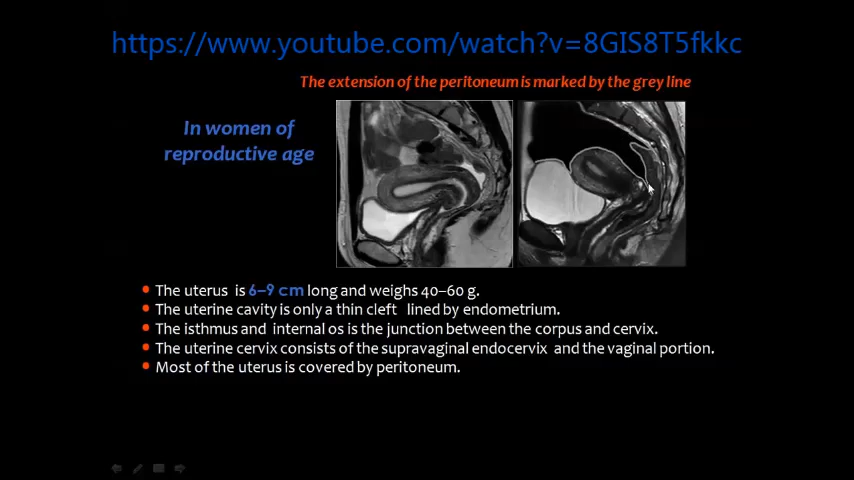 https://www.youtube.com/watch?v=8GIS8T5fkkc
The extension of the peritoneum is marked by the grey line
In women of
reproductive age
The uterus is 6–9 cm long and weighs 40–60 g.
The uterine cavity is only a thin cleft lined by endometrium.
The isthmus and internal os is the junction between the corpus and cervix.
The uterine cervix consists of the supravaginal endocervix and the vaginal portion.
Most of the uterus is covered by peritoneum.